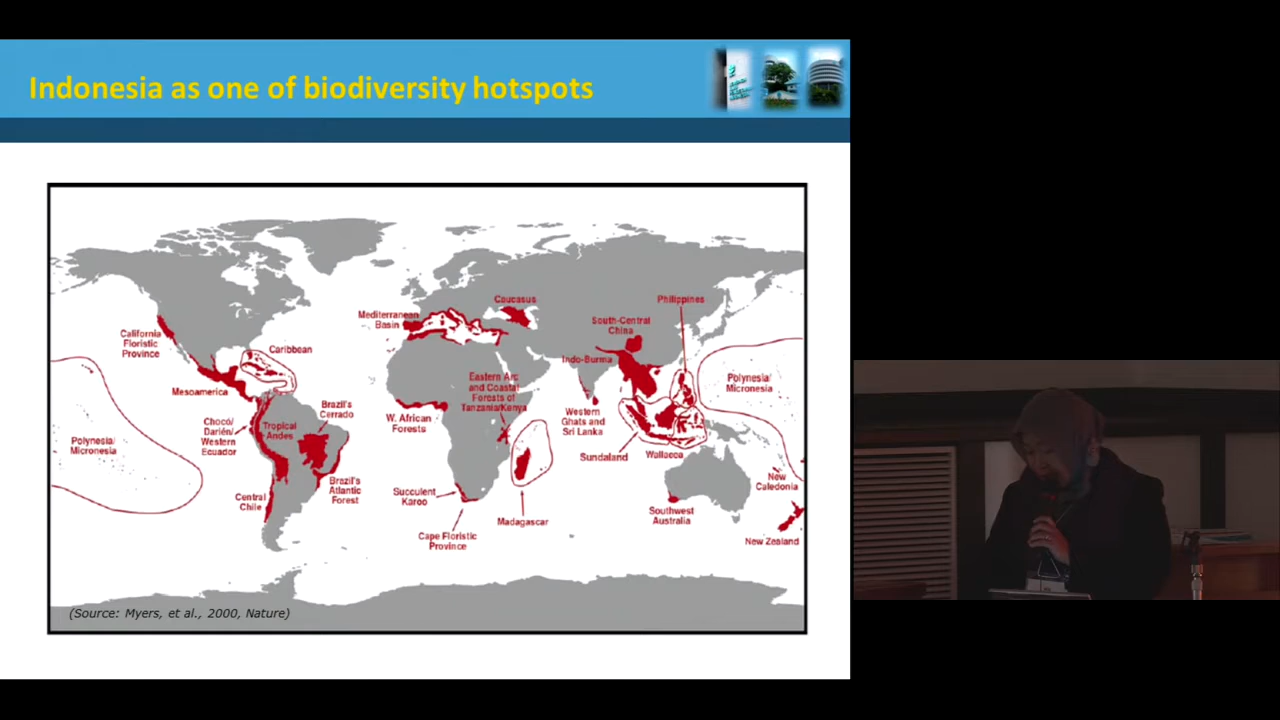 Indonesia as one of biodiversity hotspots
Philippines
Caucasus
Mediterranean
Basin
South-Central
China
California
Floristic
Province
Caribbean
Indo-Burma
Eastern Arc
and Coastal
Forests of
Tanzania/Kenya
Polynesia/
Micronesia
Mesoamerica
Brazil's
Cerrado
W. African
Forests
Western
Ghats and
Sri Lanka
Chocó/
Darién/
Western
Ecuador
Tropical
Andes
Polynesia/
Micronesia
Sundaland
Wallacea
Brazil's
Atlantic
Forest
New
Caledonia
Central
Chile
Succulent
Karoo
Madagascar
Southwest
Australia
Cape Floristic
Province
New Zealand
(Source: Myers, et al., 2000, Nature)